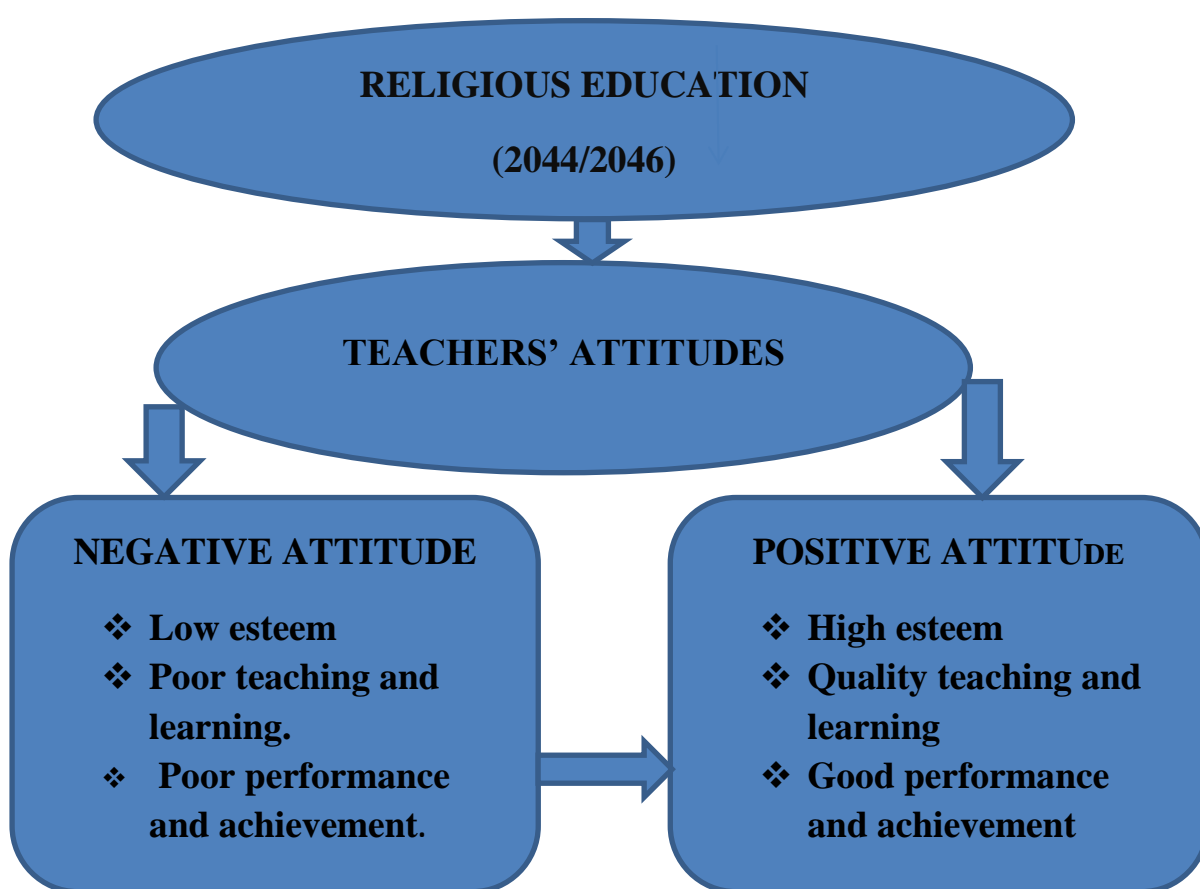 RELIGIOUS EDUCATION
(2044/2046)
TEACHERS’ ATTITUDES
NEGATIVE ATTITUDE
❖ Low esteem
❖ Poor teaching and
learning.
❖ Poor performance
and achievement.
POSITIVE ATTITUDE
❖ High esteem
❖ Quality teaching and
learning
❖ Good performance
and achievement